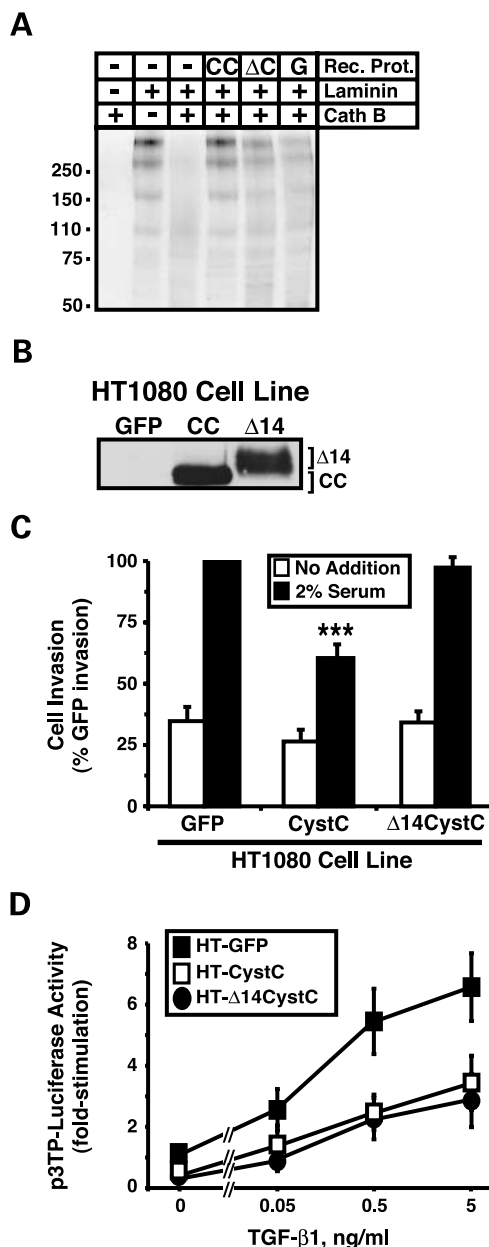 A
- - - CC ΔC G Rec. Prot.
- + + + + + Laminin
+ - + + + + Cath B
250
150
110
75
50
B
HT1080 Cell Line
GFP CC Δ14
Δ14
CC
C
Cell Invasion
(% GFP invasion)
100
75
50
25
0
No Addition
2% Serum
***
GFP CystC Δ14CystC
HT1080 Cell Line
D
p3TP-Luciferase Activity
(fold-stimulation)
8
6
4
2
0
HT-GFP
HT-CystC
HT-Δ14CystC
0 0.05 0.5 5
TGF-β1, ng/ml